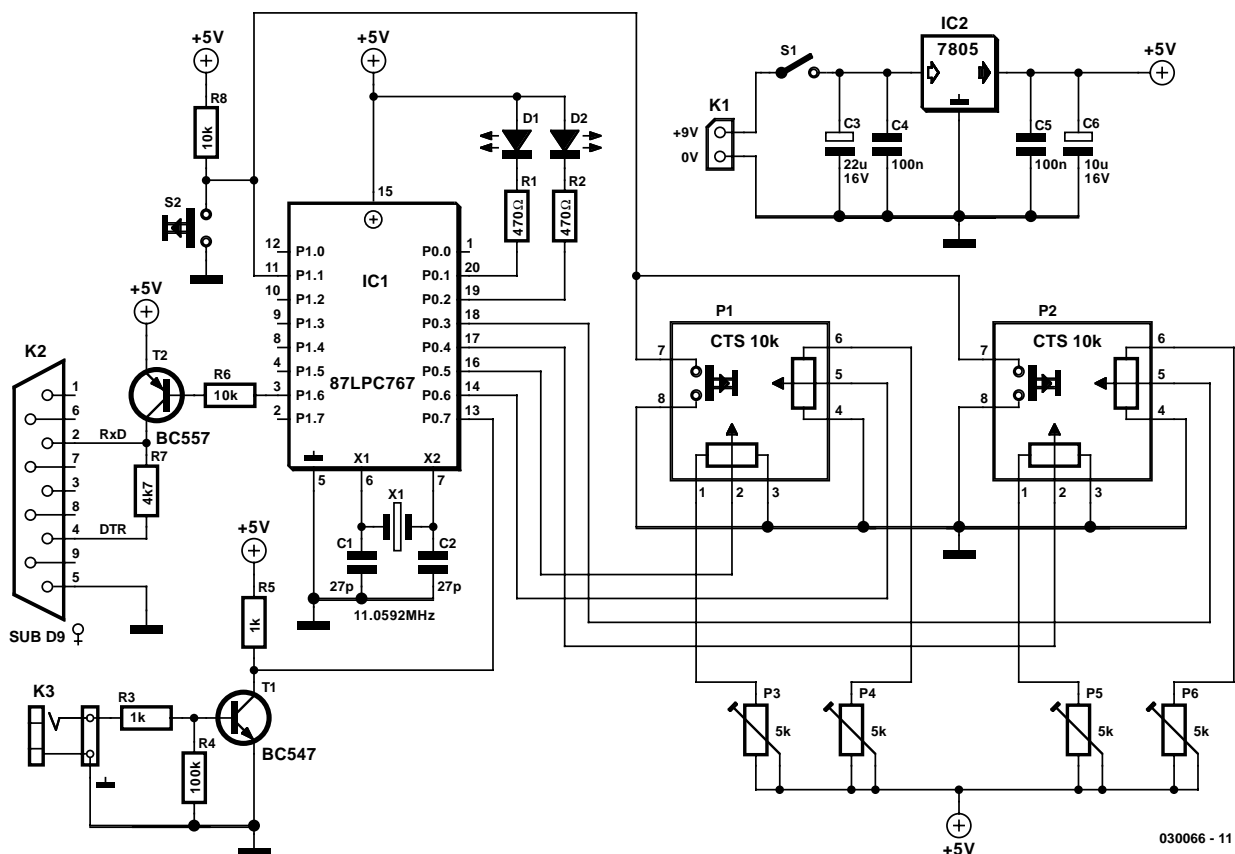 +5V
R8
10k
S2
+5V
15
D1
D2
R1
470Ω
R2
470Ω
S1
IC2
7805
+5V
K1
+9V
0V
C3
22u
16V
C4
100n
C5
100n
C6
10u
16V
IC1
87LPC767
12 P1.0
11 P1.1
10 P1.2
9 P1.3
8 P1.4
4 P1.5
3 P1.6
2 P1.7
P0.0 1
P0.1 20
P0.2 19
P0.3 18
P0.4 17
P0.5 16
P0.6 14
P0.7 13
X1
X2
5
6
7
X1
C1
27p
C2
27p
11.0592MHz
+5V
T2
BC557
R6
10k
R7
4k7
K2
1
6
2
7
3
8
4
9
5
RxD
DTR
SUB D9 ♀
+5V
R5
1k
T1
BC547
K3
R3
1k
R4
100k
P1
CTS 10k
7
8
6
5
4
1
2
3
P2
CTS 10k
7
8
6
5
4
1
2
3
P3
5k
P4
5k
P5
5k
P6
5k
+5V
030066 - 11